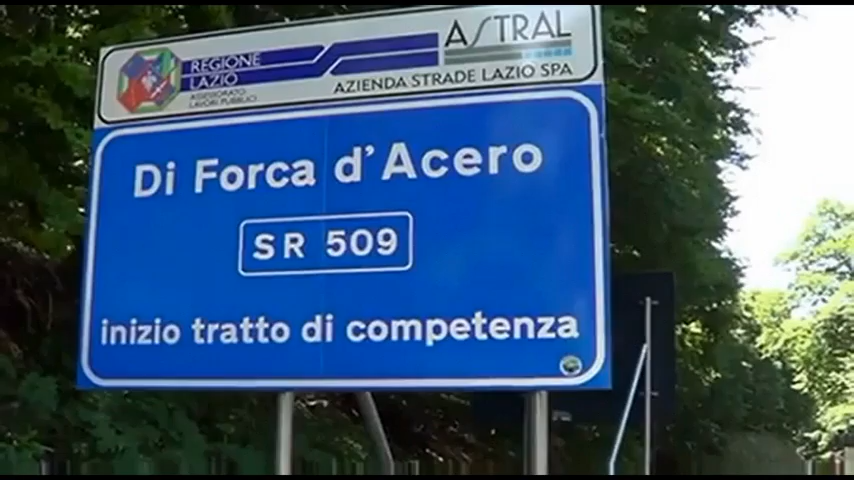 REGIONE
LAZIO
ASSESSORATO
LAVORI PUBBLICI
ASTRAL
AZIENDA STRADE LAZIO SPA
Di Forca d'Acero
SR 509
inizio tratto di competenza